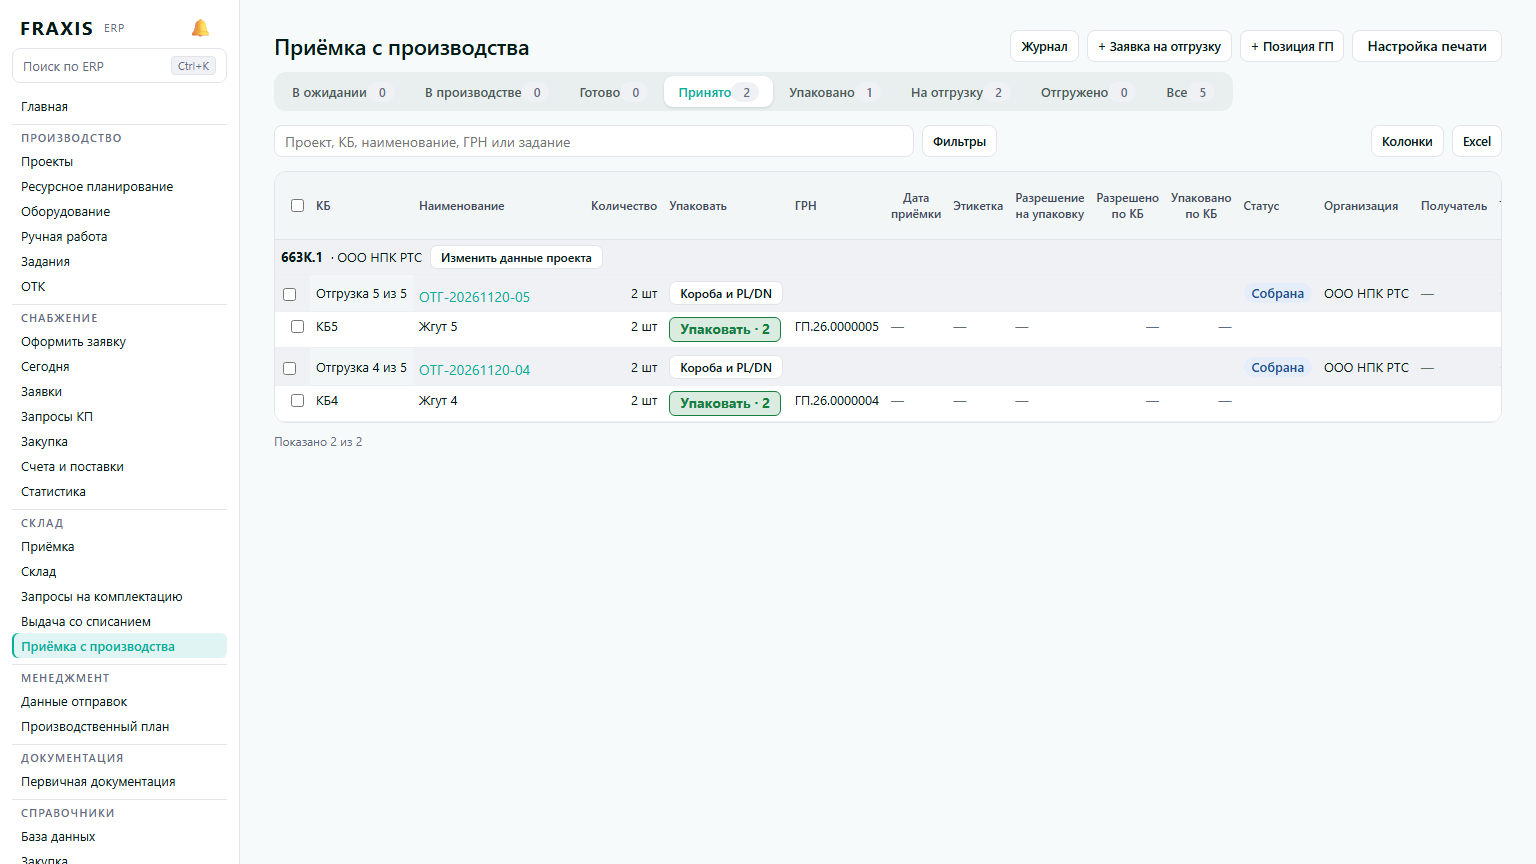 FRAXIS ERP
Поиск по ERP Ctrl+K
Главная
ПРОИЗВОДСТВО
Проекты
Ресурсное планирование
Оборудование
Ручная работа
Задания
ОТК
СНАБЖЕНИЕ
Оформить заявку
Сегодня
Заявки
Запросы КП
Закупка
Счета и поставки
Статистика
СКЛАД
Приёмка
Склад
Запросы на комплектацию
Выдача со списанием
Приёмка с производства
МЕНЕДЖМЕНТ
Данные отправок
Производственный план
ДОКУМЕНТАЦИЯ
Первичная документация
СПРАВОЧНИКИ
База данных
Закупка
Приёмка с производства
Журнал + Заявка на отгрузку + Позиция ГП Настройка печати
В ожидании 0 В производстве 0 Готово 0 Принято 2 Упаковано 1 На отгрузку 2 Отгружено 0 Все 5
Проект, КБ, наименование, ГРН или задание Фильтры Колонки Excel
КБ Наименование Количество Упаковать ГРН Дата приёмки Этикетка Разрешение на упаковку Разрешено по КБ Упаковано по КБ Статус Организация Получатель
663К.1 · ООО НПК РТС Изменить данные проекта
Отгрузка 5 из 5 ОТГ-20261120-05 2 шт Короба и PL/DN Собрана ООО НПК РТС —
КБ5 Жгут 5 2 шт Упаковать · 2 ГП.26.0000005 — — — — —
Отгрузка 4 из 5 ОТГ-20261120-04 2 шт Короба и PL/DN Собрана ООО НПК РТС —
КБ4 Жгут 4 2 шт Упаковать · 2 ГП.26.0000004 — — — — —
Показано 2 из 2